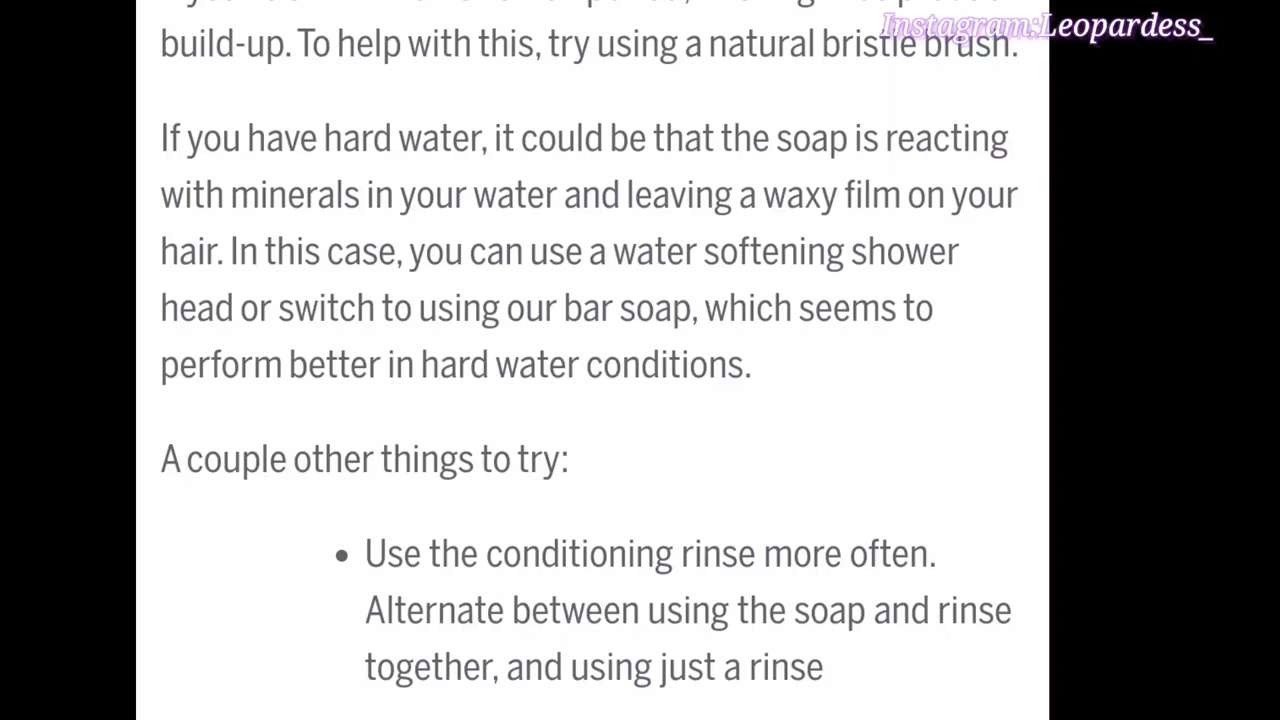 Instagram:Leopardess_
build-up. To help with this, try using a natural bristle brush.
If you have hard water, it could be that the soap is reacting
with minerals in your water and leaving a waxy film on your
hair. In this case, you can use a water softening shower
head or switch to using our bar soap, which seems to
perform better in hard water conditions.
A couple other things to try:
• Use the conditioning rinse more often.
Alternate between using the soap and rinse
together, and using just a rinse